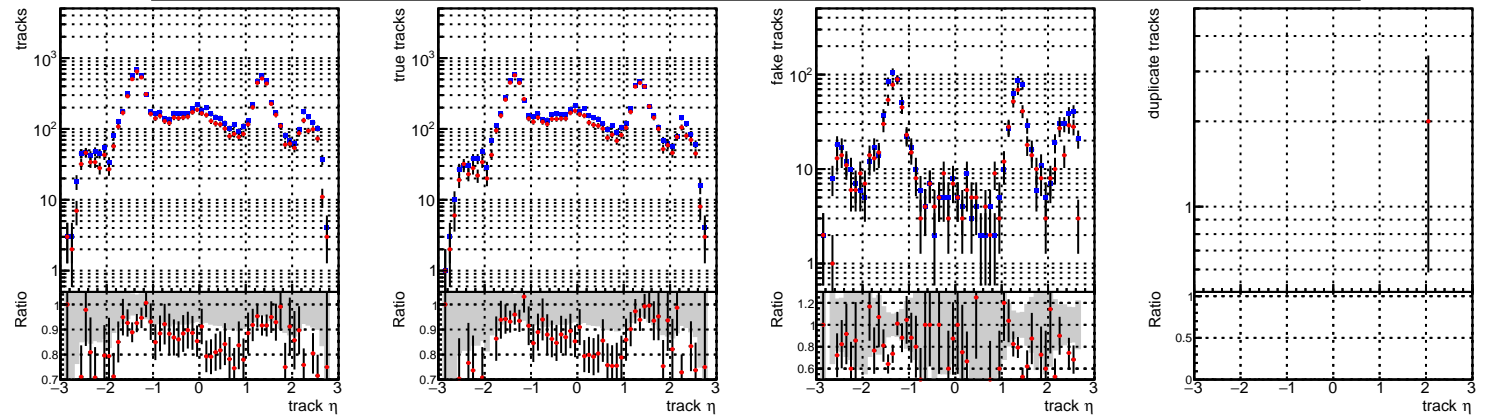 tracks
10³
10²
10
1
Ratio
1
0.9
0.8
0.7
−3 −2 −1 0 1 2 3
track η
true tracks
10³
10²
10
1
Ratio
1
0.9
0.8
0.7
−3 −2 −1 0 1 2 3
track η
fake tracks
10²
10
1
Ratio
1.2
1
0.8
0.6
−3 −2 −1 0 1 2 3
track η
duplicate tracks
1
Ratio
1
0.5
0
−3 −2 −1 0 1 2 3
track η